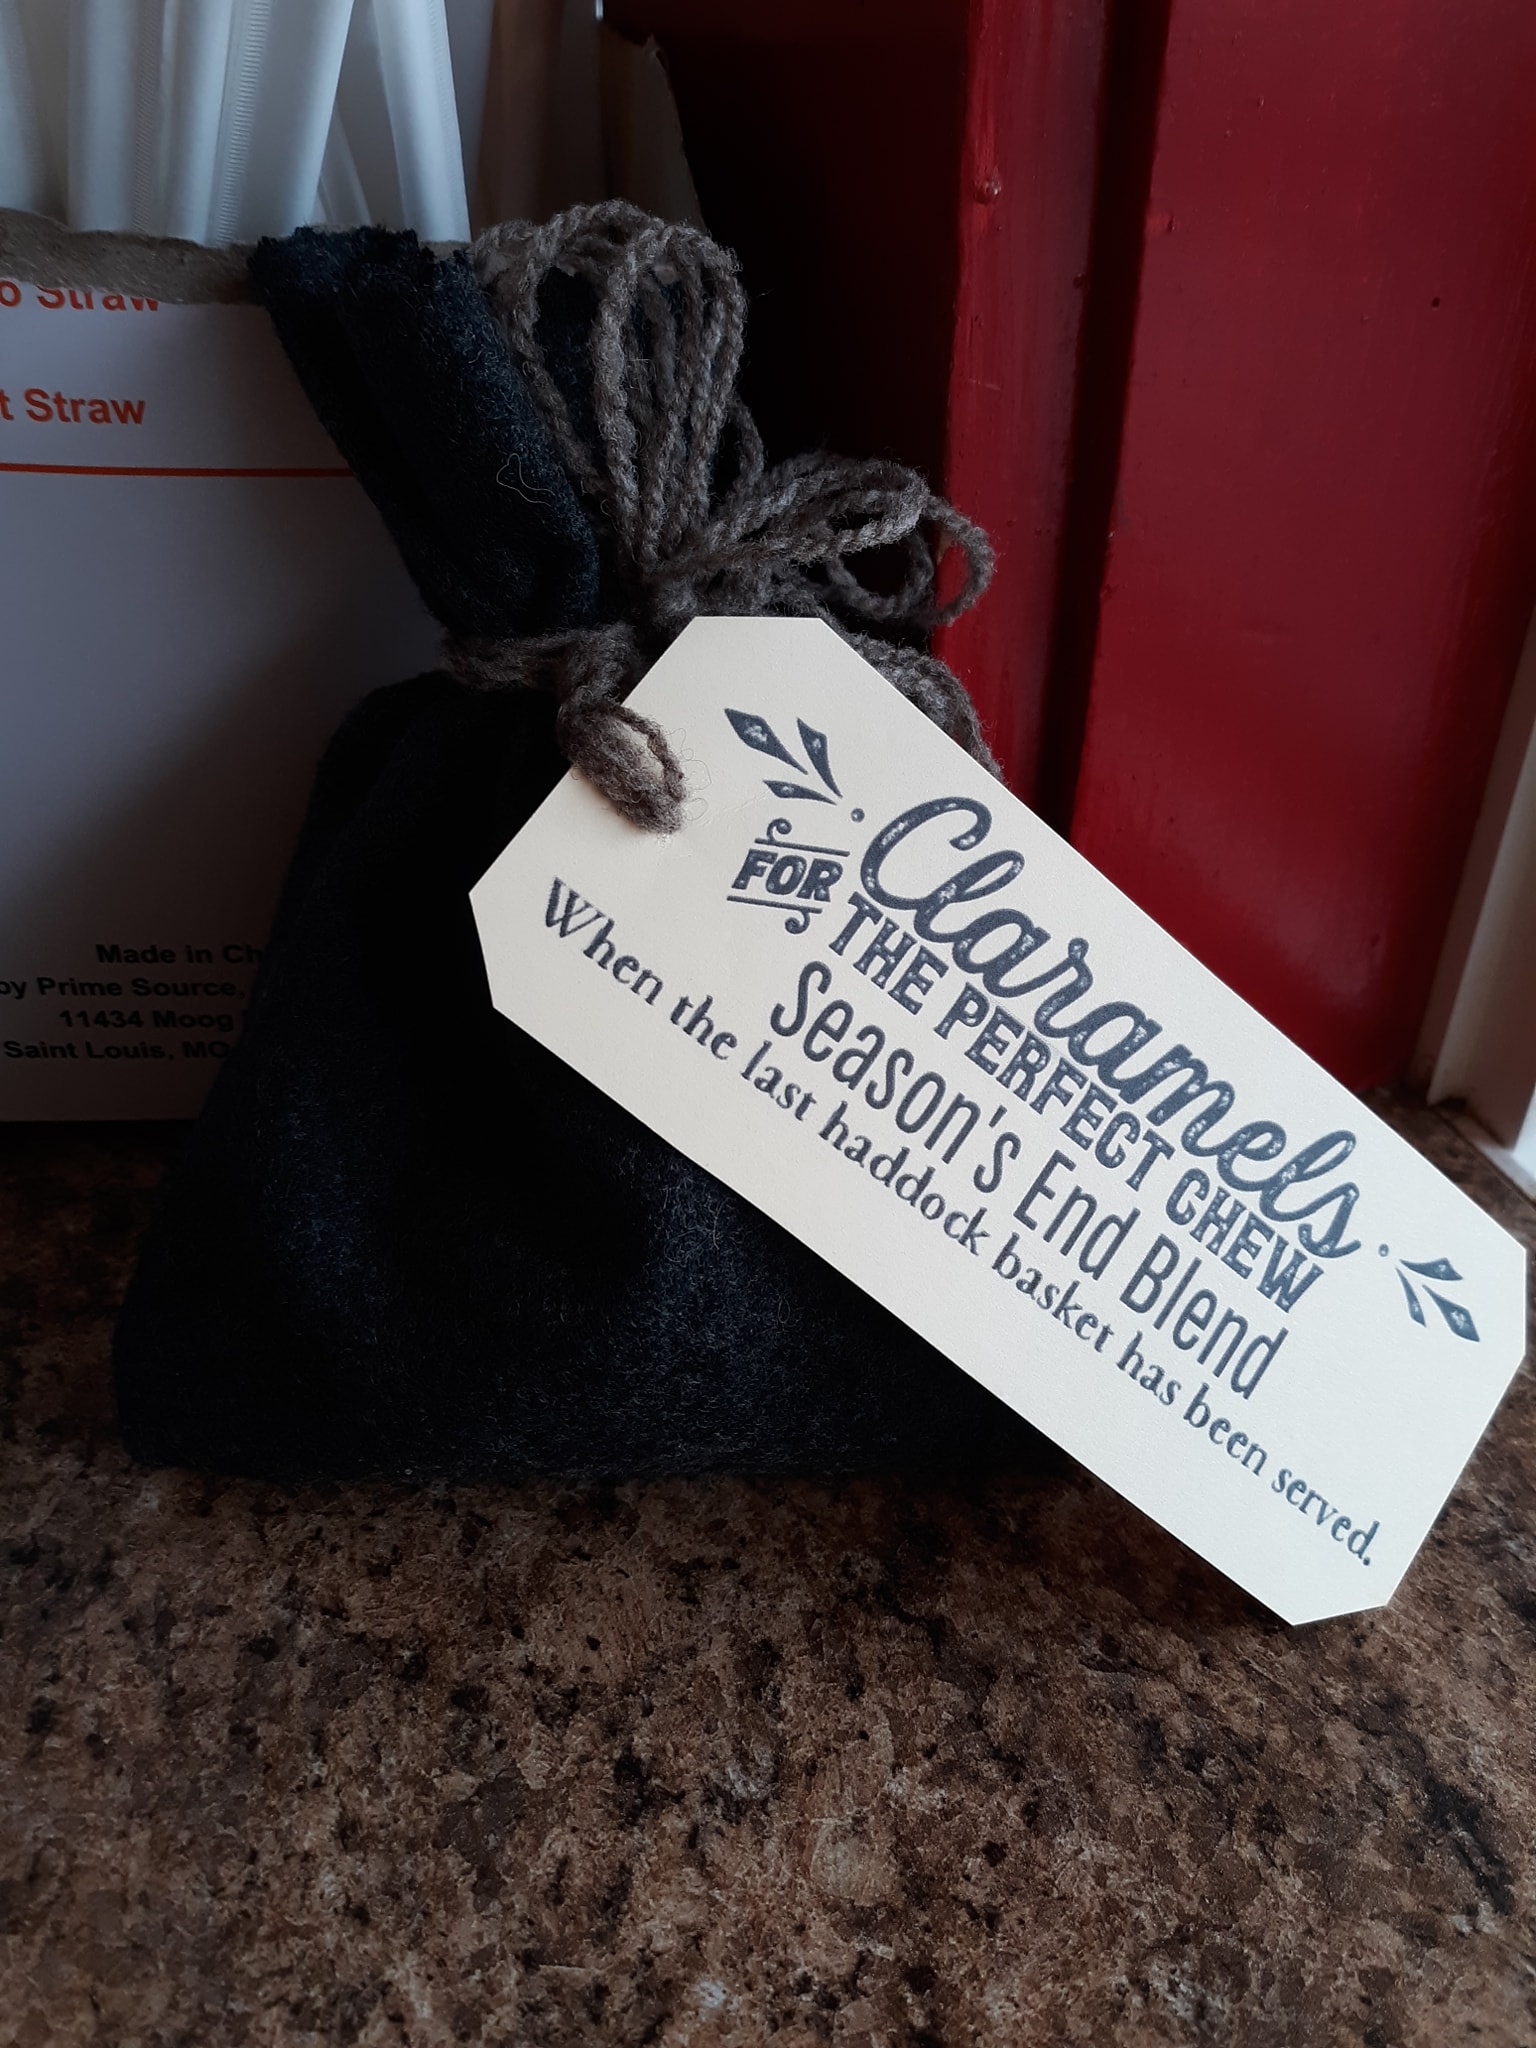 o Straw
t Straw
Made in Ch
by Prime Source,
11434 Moog
Saint Louis, MO
Claramels
FOR THE PERFECT CHEW
Season's End Blend
When the last haddock basket has been served.